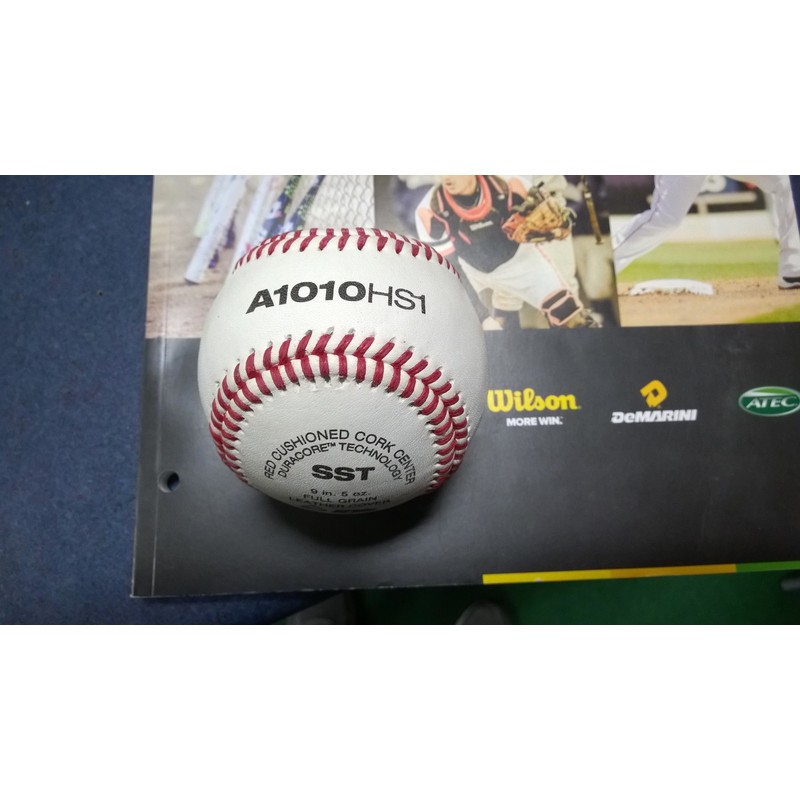 A1010HS1
RED CUSHIONED CORK CENTER
DURACORE™ TECHNOLOGY
SST
9 in. 5 oz.
FULL GRAIN
LEATHER COVER
Wilson.
MORE WIN.
DeMARINI
ATEC